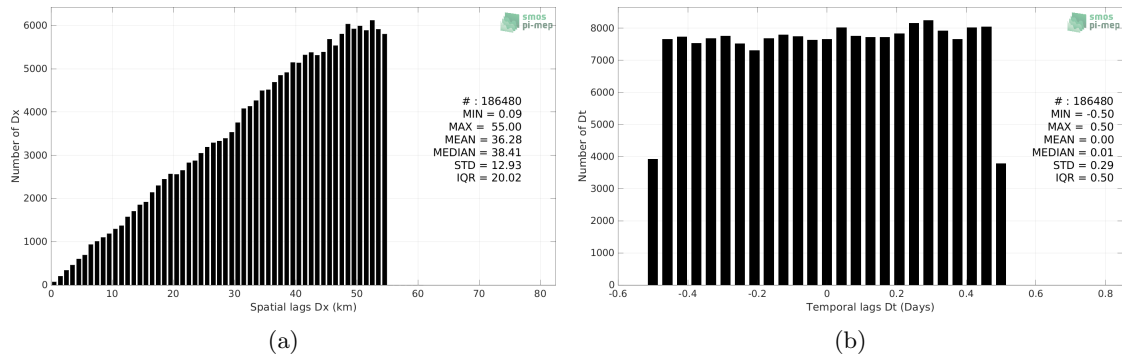 6000
5000
4000
3000
2000
1000
0
Number of Dx
0 10 20 30 40 50 60 70 80
Spatial lags Dx (km)
smos
pi-mep
# : 186480
MIN = 0.09
MAX = 55.00
MEAN = 36.28
MEDIAN = 38.41
STD = 12.93
IQR = 20.02
(a)
8000
7000
6000
5000
4000
3000
2000
1000
0
Number of Dt
-0.6 -0.4 -0.2 0 0.2 0.4 0.6 0.8
Temporal lags Dt (Days)
smos
pi-mep
# : 186480
MIN = -0.50
MAX = 0.50
MEAN = 0.00
MEDIAN = 0.01
STD = 0.29
IQR = 0.50
(b)